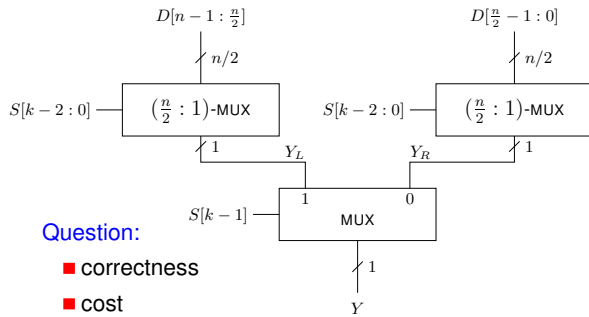 D[n − 1 : n/2] D[n/2 − 1 : 0]
n/2 n/2
S[k − 2 : 0] (n/2 : 1)-MUX S[k − 2 : 0] (n/2 : 1)-MUX
1 Y_L Y_R 1
1 0
S[k − 1] MUX
Question:
1
correctness
cost
Y